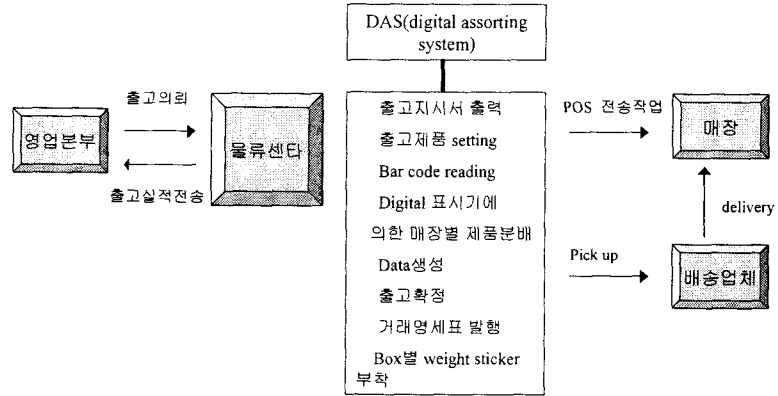 DAS(digital assorting
system)
출고의뢰
영업본부
물류센타
출고실적전송
출고지시서 출력
출고제품 setting
Bar code reading
Digital 표시기에
의한 매장별 제품분배
Data생성
출고확정
거래명세표 발행
Box별 weight sticker
부착
POS 전송작업
매장
delivery
Pick up
배송업체